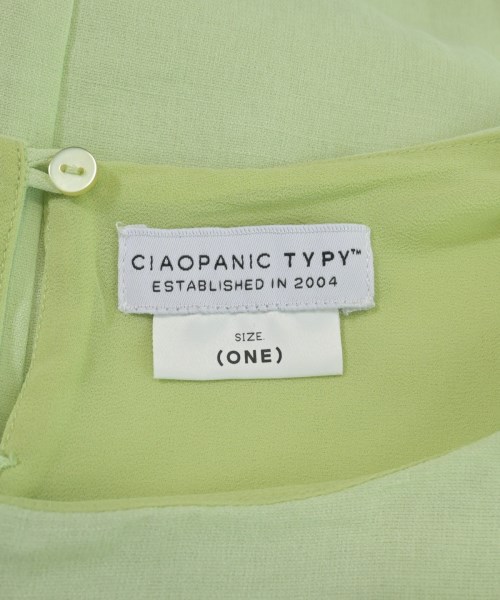 CIAOPANIC TYPY™
ESTABLISHED IN 2004
SIZE
(ONE)